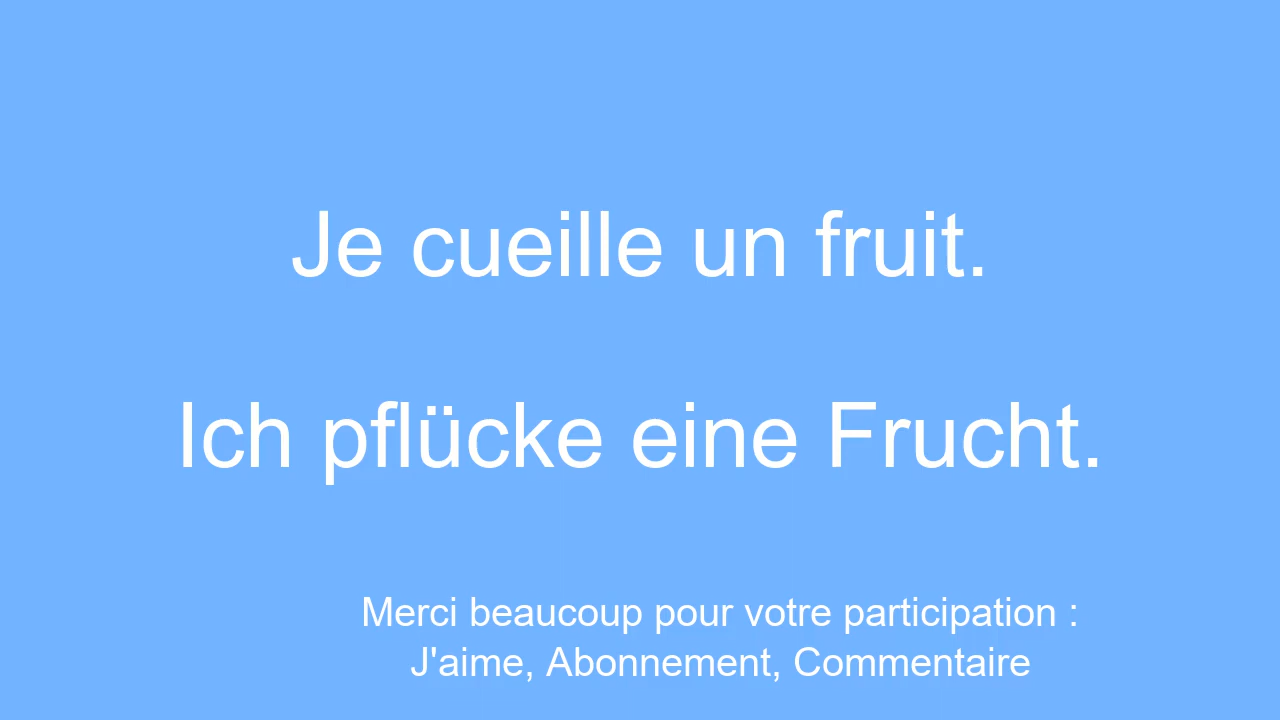 Je cueille un fruit.
Ich pflücke eine Frucht.
Merci beaucoup pour votre participation :
J'aime, Abonnement, Commentaire